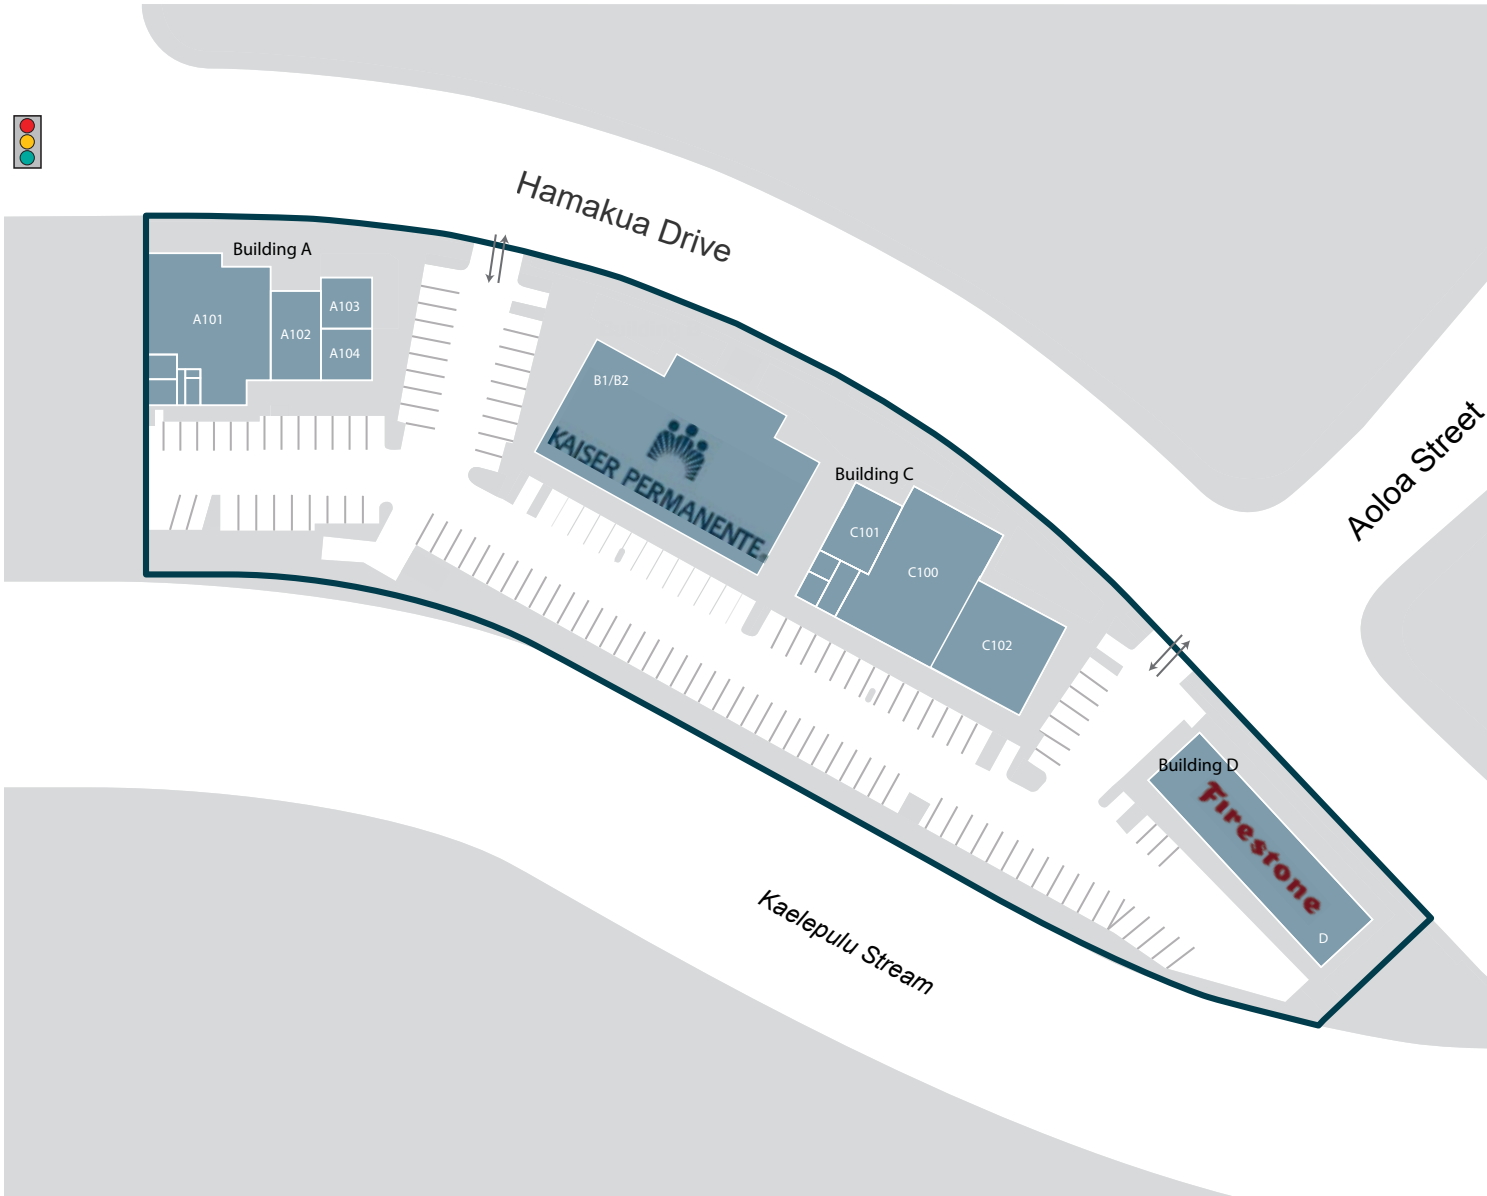 Hamakua Drive
Building A
A101
A102
A103
A104
B1/B2
KAISER PERMANENTE®
Building C
C101
C100
C102
Aoloa Street
Building D
Firestone
D
Kaelepulu Stream